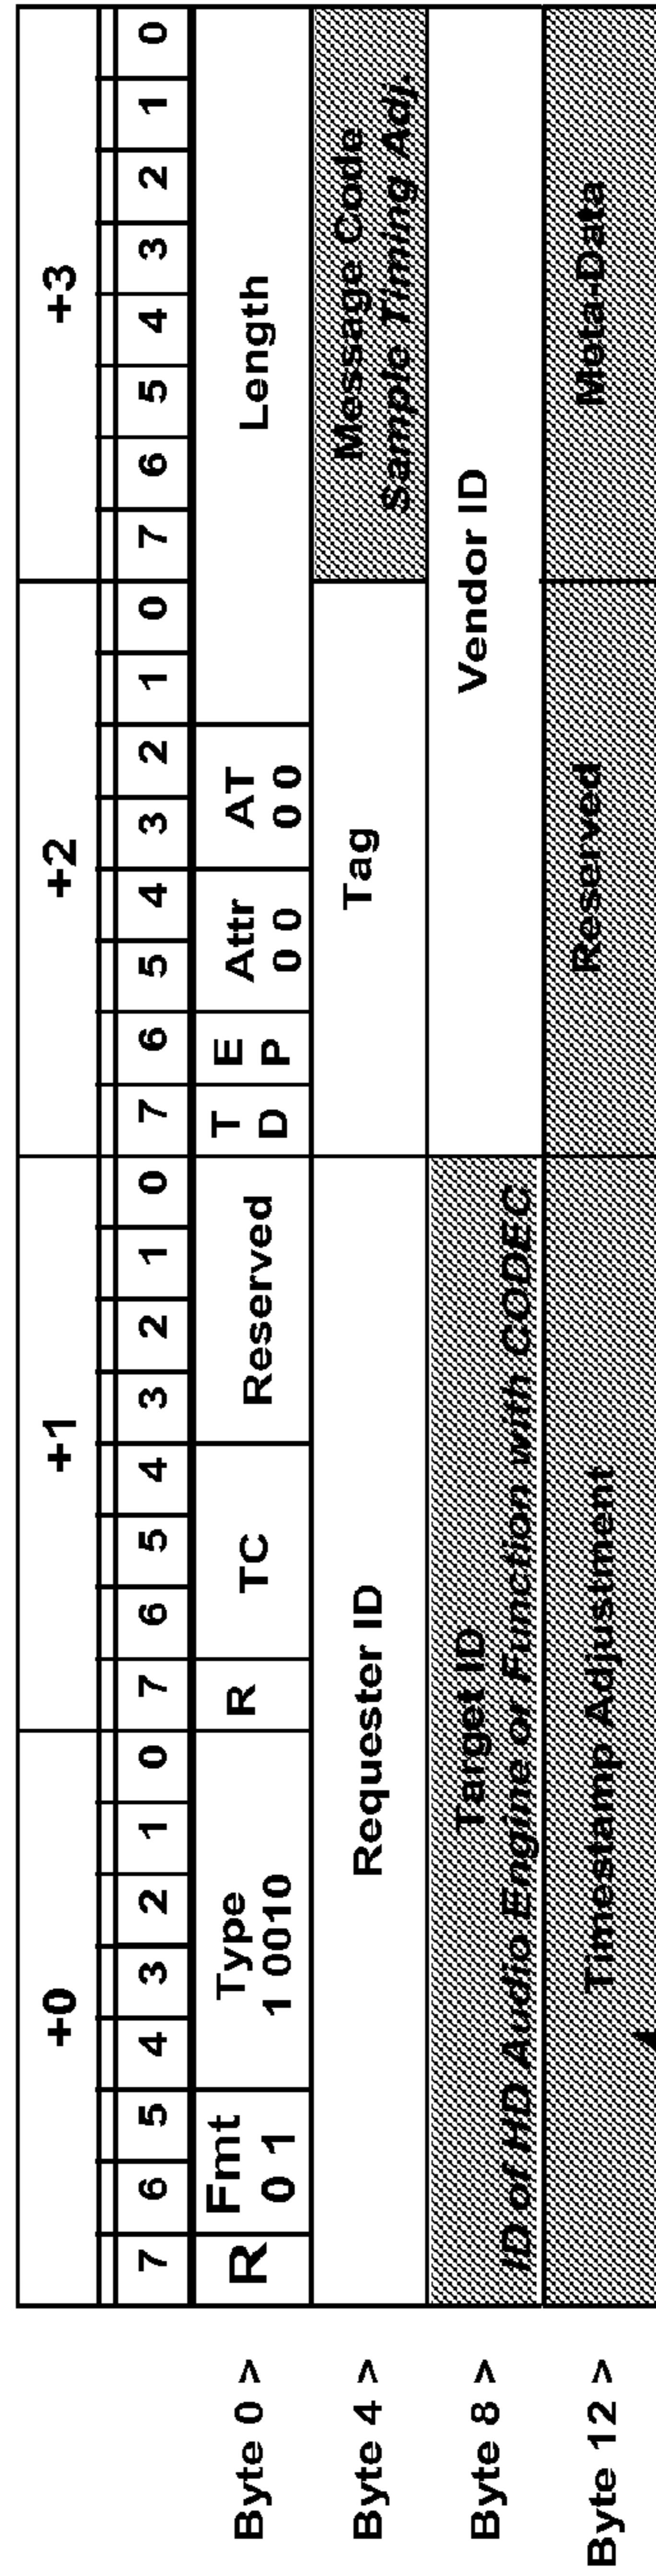 +0 +1 +2 +3
7 6 5 4 3 2 1 0 7 6 5 4 3 2 1 0 7 6 5 4 3 2 1 0 7 6 5 4 3 2 1 0
Byte 0 > R Fmt Type R TC Reserved T E Attr AT Length
0 1 1 0010 D P 0 0 0 0
Byte 4 > Requester ID Tag Message Code
Sample Timing Adj.
Byte 8 > Target ID Vendor ID
ID of HD Audio Engine or Function with CODEC
Byte 12 > Timestamp Adjustment Reserved Meta-Data